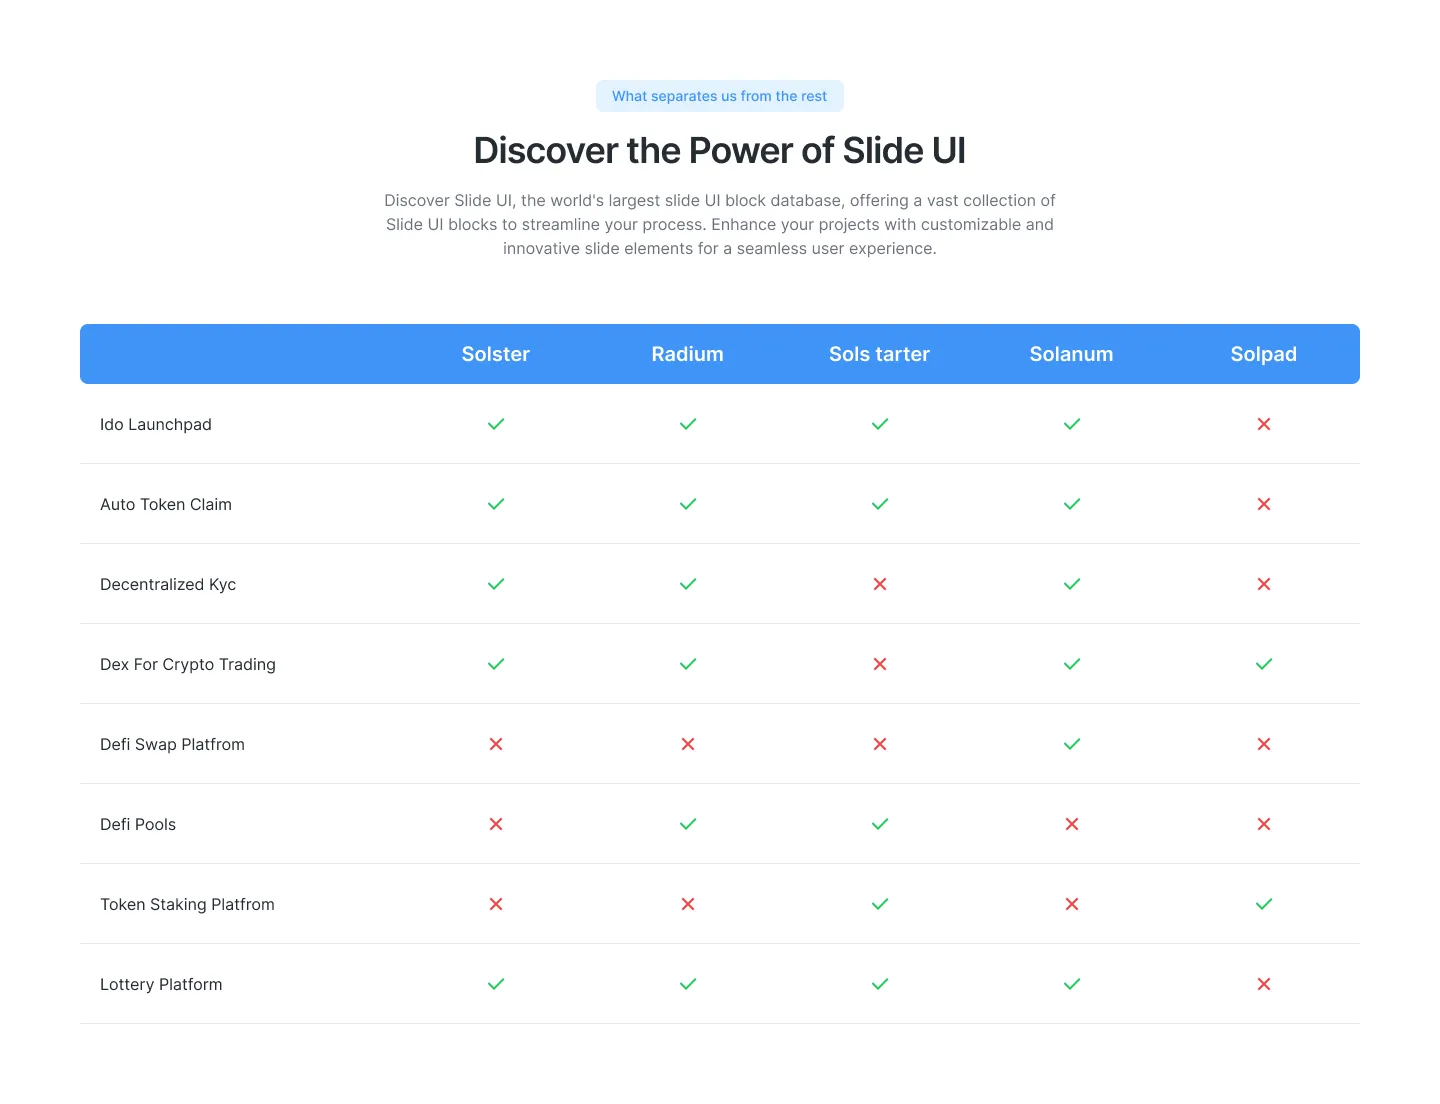 What separates us from the rest
Discover the Power of Slide UI
Discover Slide UI, the world's largest slide UI block database, offering a vast collection of
Slide UI blocks to streamline your process. Enhance your projects with customizable and
innovative slide elements for a seamless user experience.
Solster Radium Sols tarter Solanum Solpad
Ido Launchpad
Auto Token Claim
Decentralized Kyc
Dex For Crypto Trading
Defi Swap Platfrom
Defi Pools
Token Staking Platfrom
Lottery Platform